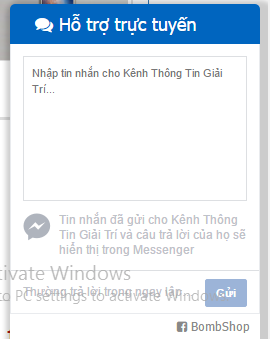 Hỗ trợ trực tuyến
Nhập tin nhắn cho Kênh Thông Tin Giải
Trí...
Tin nhắn đã gửi cho Kênh Thông
Tin Giải Trí và câu trả lời của họ sẽ
hiển thị trong Messenger
tivate Windows
Thường trả lời trong ngay lập...
Gửi
to PC settings to activate Windows
BombShop